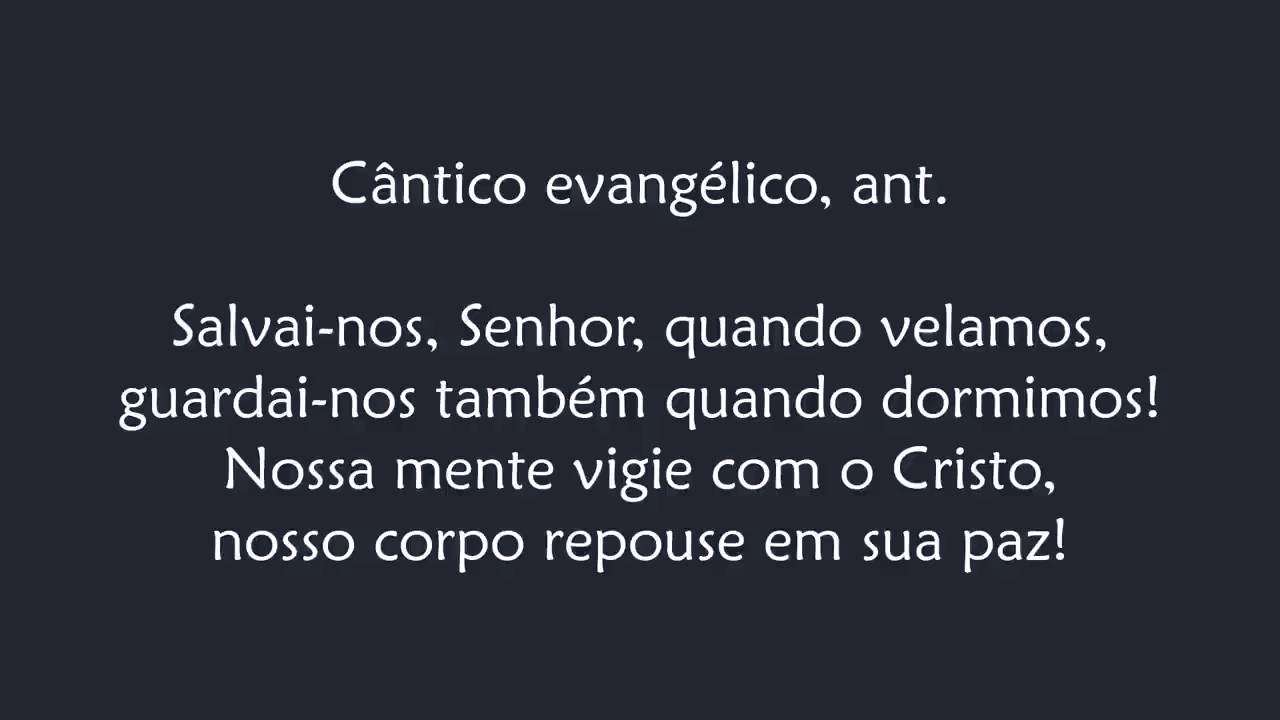 Cântico evangélico, ant.
Salvai-nos, Senhor, quando velamos,
guardai-nos também quando dormimos!
Nossa mente vigie com o Cristo,
nosso corpo repouse em sua paz!